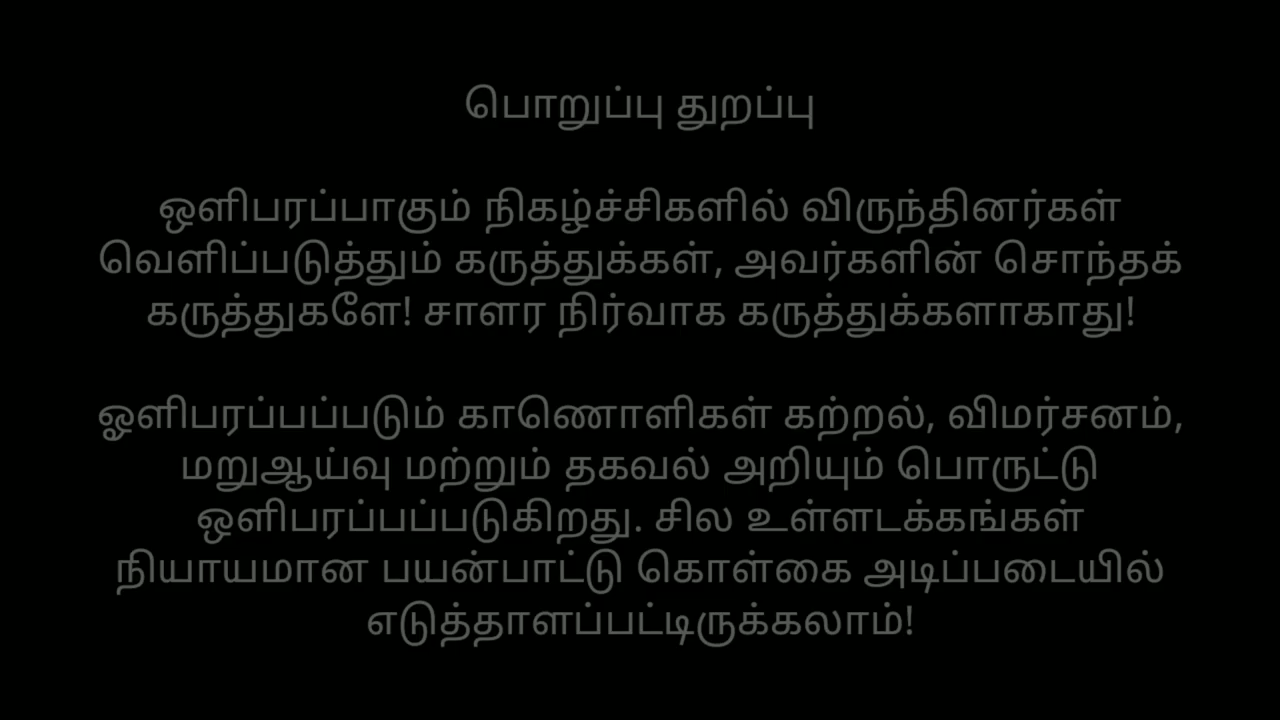 பொறுப்பு துறப்பு
ஒளிபரப்பாகும் நிகழ்ச்சிகளில் விருந்தினர்கள்
வெளிப்படுத்தும் கருத்துக்கள், அவர்களின் சொந்தக்
கருத்துகளே! சாளர நிர்வாக கருத்துக்களாகாது!
ஓளிபரப்பப்படும் காணொளிகள் கற்றல், விமர்சனம்,
மறுஆய்வு மற்றும் தகவல் அறியும் பொருட்டு
ஒளிபரப்பப்படுகிறது. சில உள்ளடக்கங்கள்
நியாயமான பயன்பாட்டு கொள்கை அடிப்படையில்
எடுத்தாளப்பட்டிருக்கலாம்!